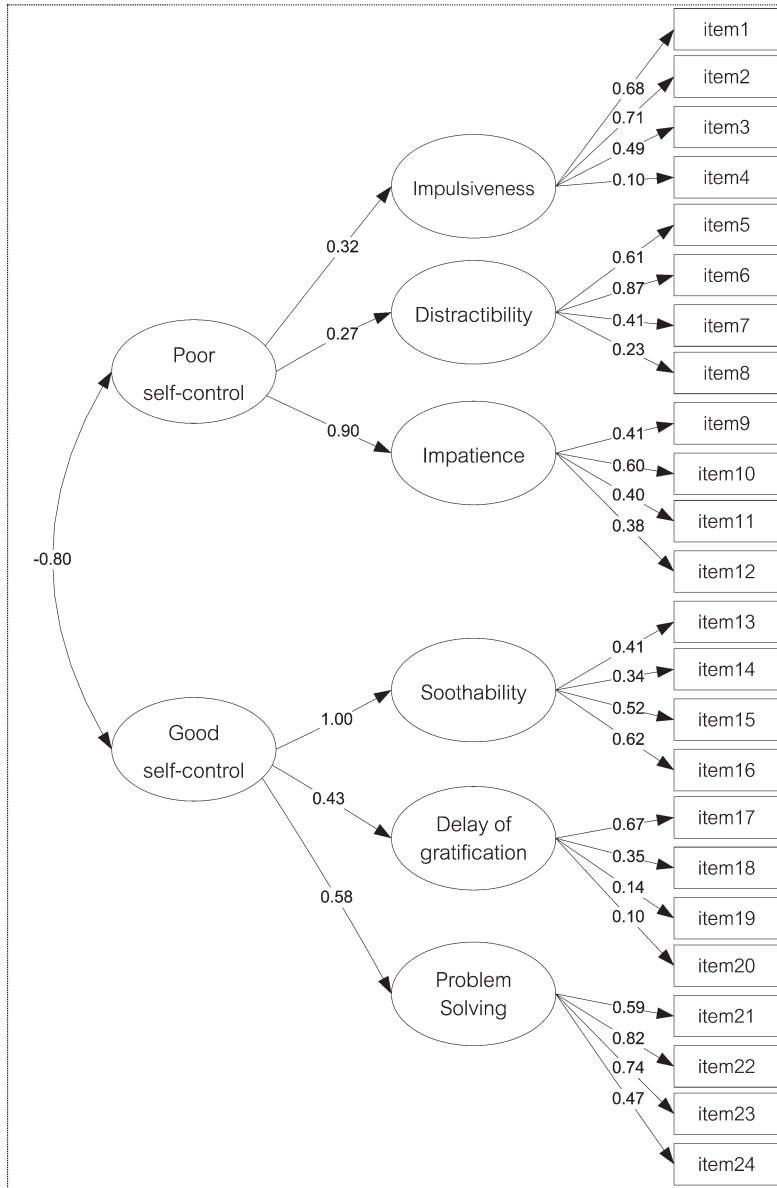 item1
item2
0.68
0.71
item3
0.49
item4
0.10
Impulsiveness
item5
0.32
0.61
item6
0.87
Distractibility
item7
0.41
0.27
0.23
item8
Poor
self-control
item9
0.90
0.41
Impatience
0.60
item10
0.40
item11
0.38
-0.80
item12
item13
0.41
item14
0.34
Soothability
0.52
item15
1.00
Good
self-control
0.62
item16
0.43
item17
0.67
Delay of
gratification
0.35
item18
0.14
item19
0.58
0.10
item20
Problem
Solving
0.59
item21
0.82
item22
0.74
item23
0.47
item24